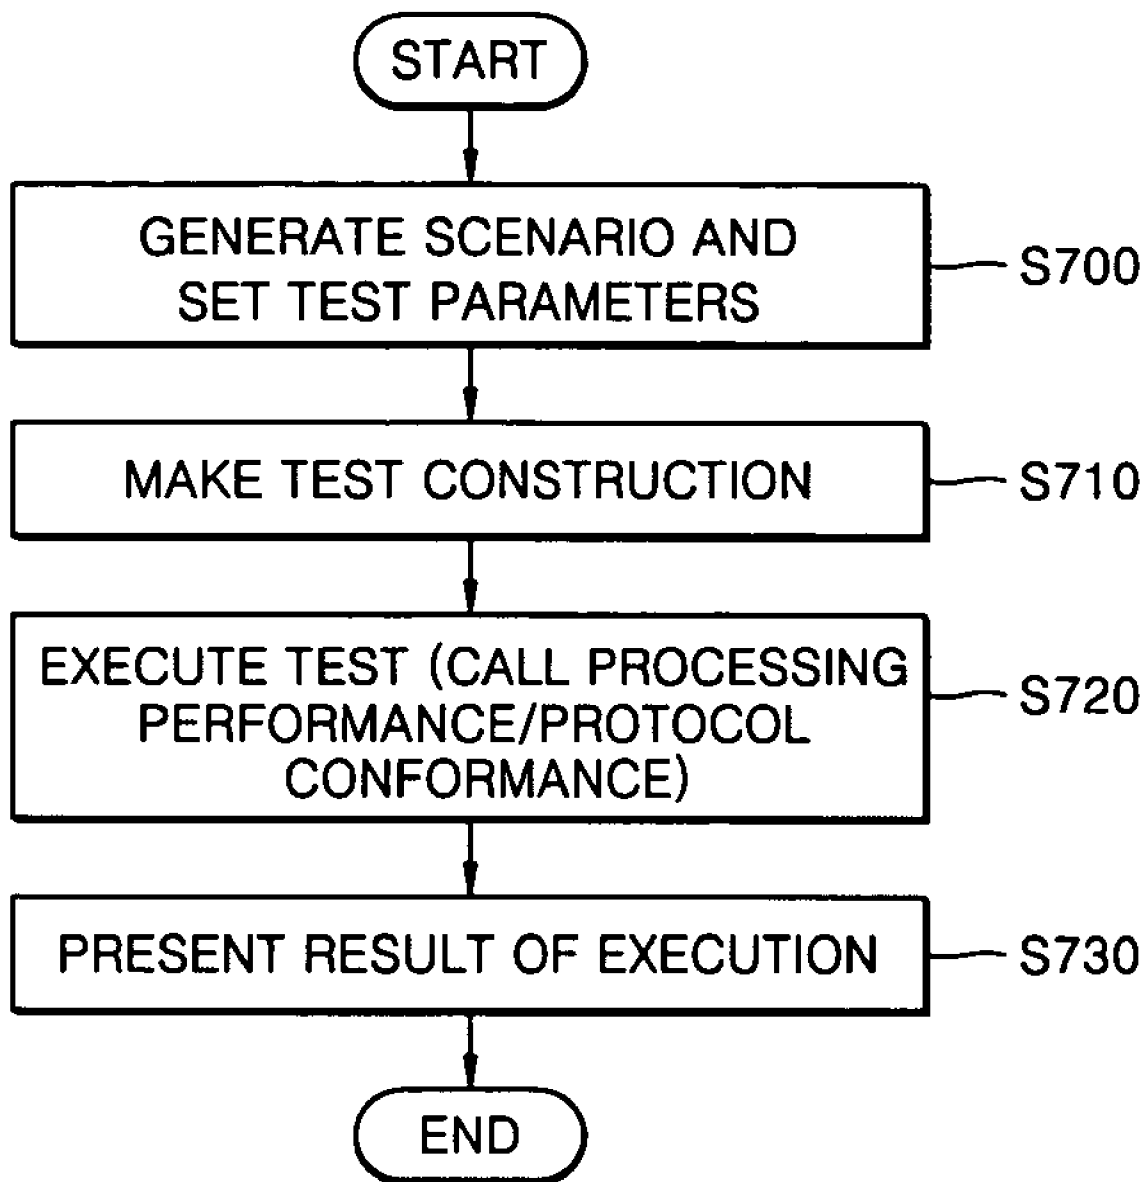 START
GENERATE SCENARIO AND
SET TEST PARAMETERS
S700
MAKE TEST CONSTRUCTION
S710
EXECUTE TEST (CALL PROCESSING
PERFORMANCE/PROTOCOL
CONFORMANCE)
S720
PRESENT RESULT OF EXECUTION
S730
END